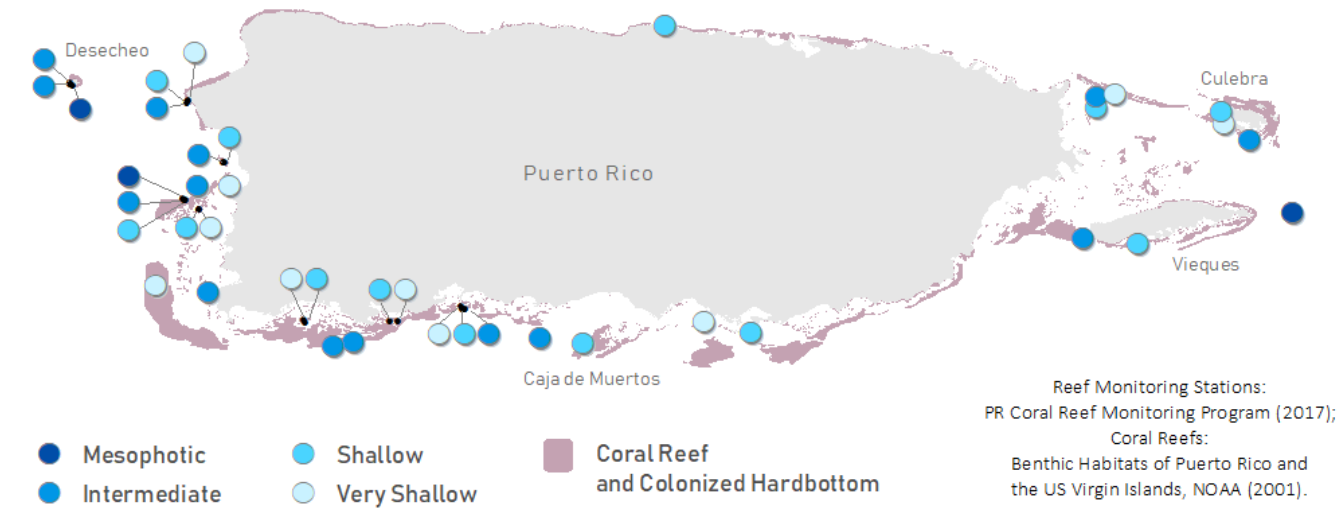 Desecheo
Culebra
Puerto Rico
Vieques
Caja de Muertos
Reef Monitoring Stations:
PR Coral Reef Monitoring Program (2017);
Coral Reefs:
Benthic Habitats of Puerto Rico and
the US Virgin Islands, NOAA (2001).
Mesophotic
Intermediate
Shallow
Very Shallow
Coral Reef
and Colonized Hardbottom